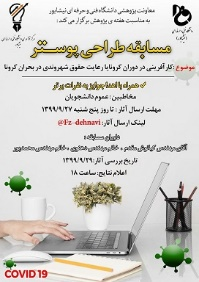 معاونت پژوهشی دانشگاه فنی و حرفه ای نیشابور
به مناسبت هفته ی پژوهش برگزار می کند:
مسابقه طراحی پوستر
موضوع : کارآفرینی در دوران کرونا با رعایت حقوق شهروندی در بحران کرونا
همراه با اهدا جوایز به نفرات برتر
مخاطبین: عموم دانشجویان
مهلت ارسال آثار : تا روز پنج شنبه ۱۳۹۹/۹/۲۷
لینک ارسال آثار : @Fz-dehnavi
داوران مسابقه :
تاریخ بررسی آثار: ۱۳۹۹/۹/۲۹
اعلام نتایج: ساعت ۱۸
COVID 19